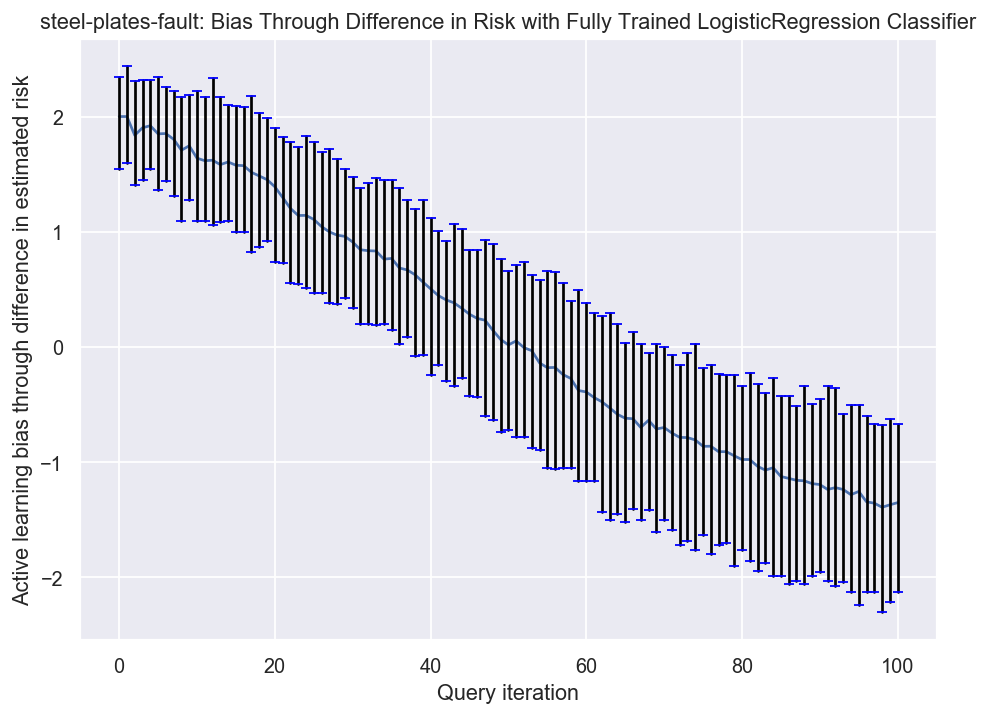 steel-plates-fault: Bias Through Difference in Risk with Fully Trained LogisticRegression Classifier
Active learning bias through difference in estimated risk
2
1
0
−1
−2
0 20 40 60 80 100
Query iteration